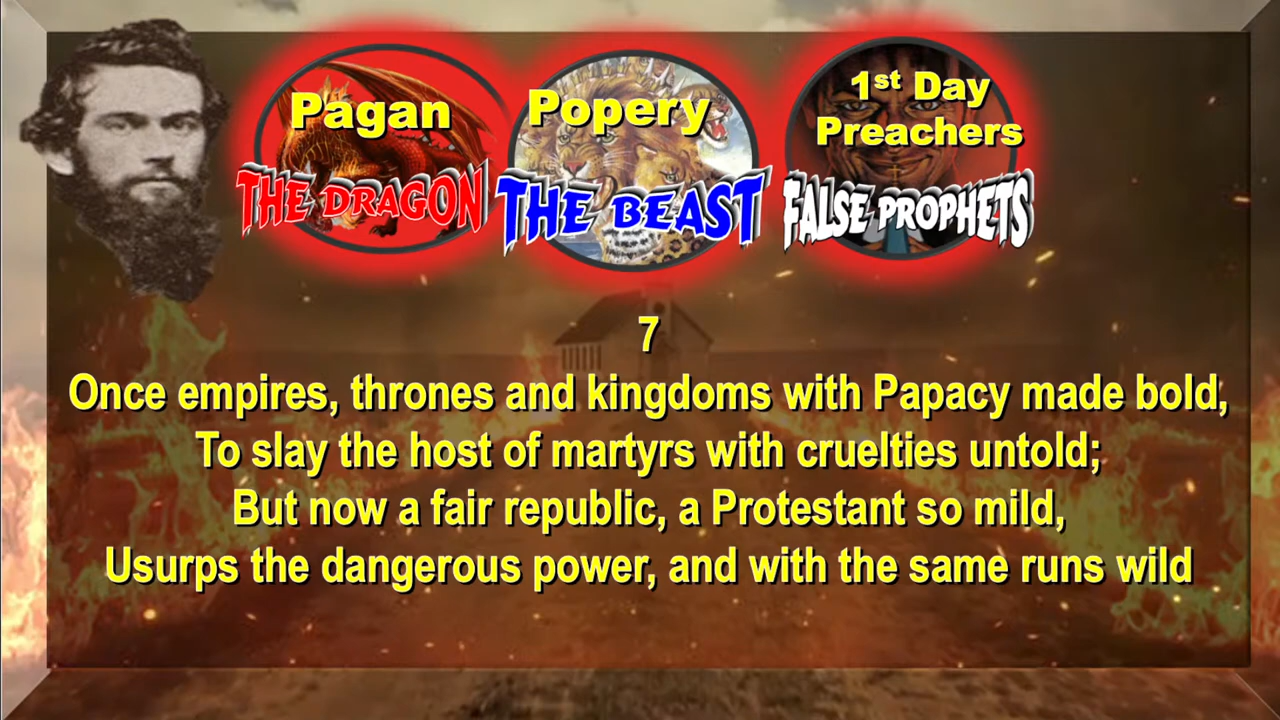 Pagan
THE DRAGON
Popery
THE BEAST
1st Day
Preachers
FALSE PROPHETS
7
Once empires, thrones and kingdoms with Papacy made bold,
To slay the host of martyrs with cruelties untold;
But now a fair republic, a Protestant so mild,
Usurps the dangerous power, and with the same runs wild